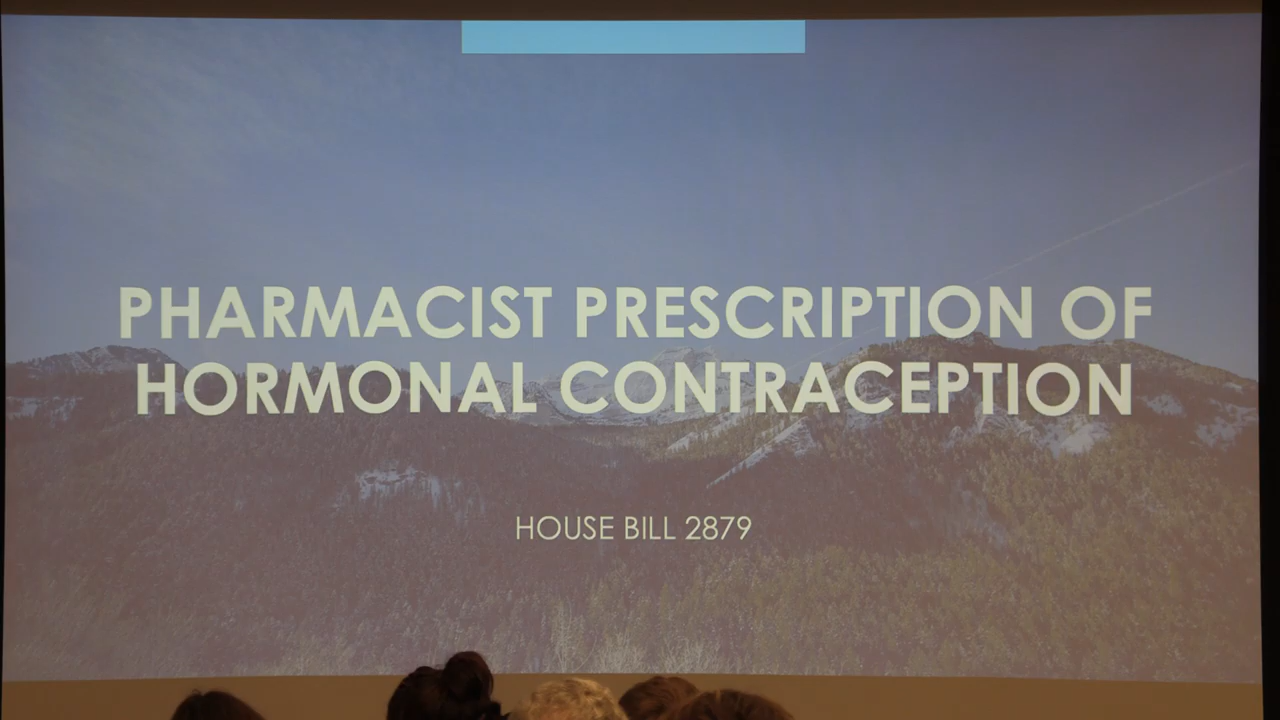 PHARMACIST PRESCRIPTION OF
HORMONAL CONTRACEPTION
HOUSE BILL 2879